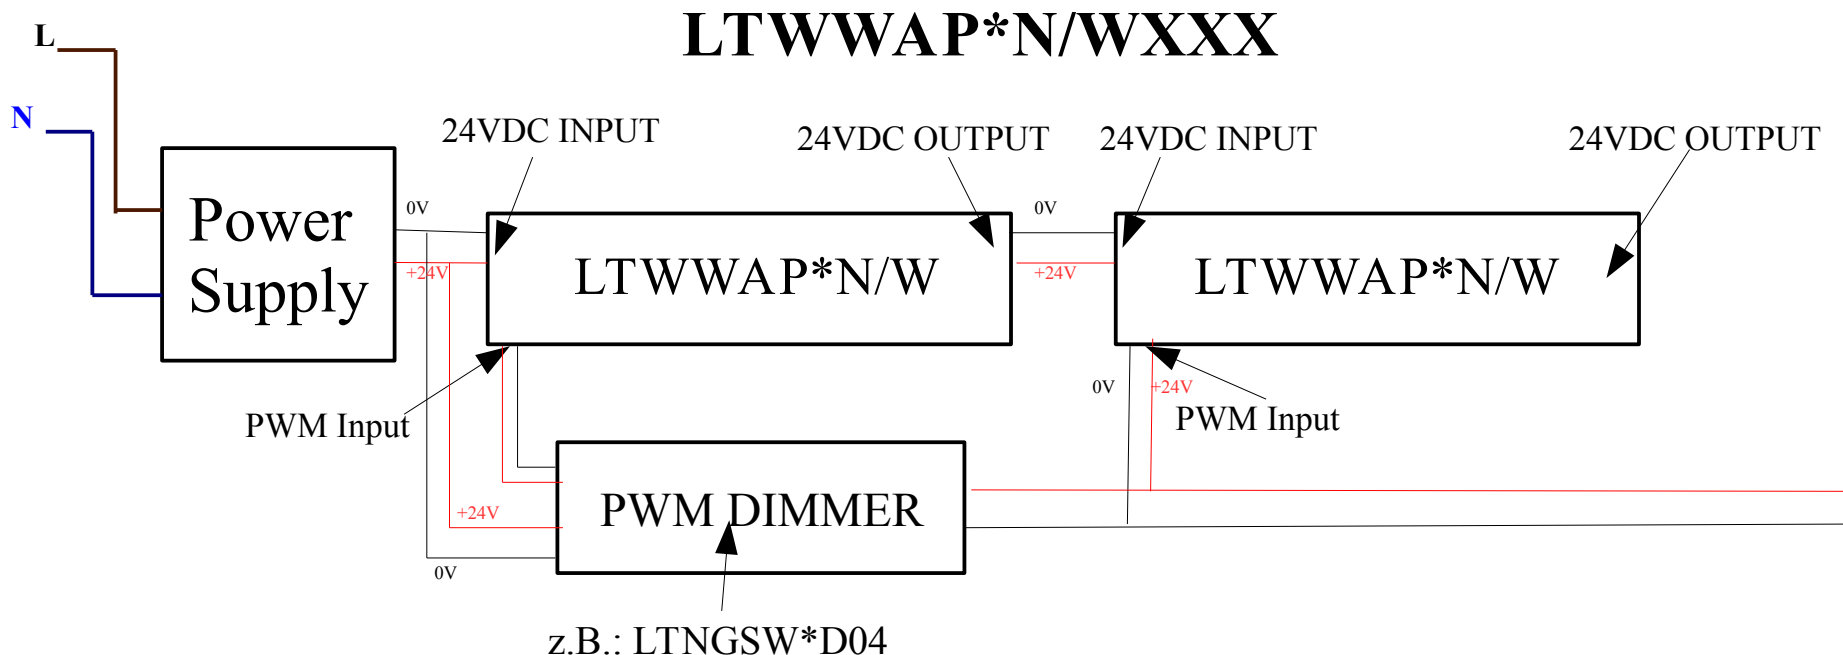 LTWWAP*N/WXXX
L
N
24VDC INPUT
24VDC OUTPUT
24VDC INPUT
24VDC OUTPUT
Power
Supply
0V
+24V
LTWWAP*N/W
0V
+24V
LTWWAP*N/W
PWM Input
0V
+24V
PWM Input
+24V
0V
PWM DIMMER
z.B.: LTNGSW*D04